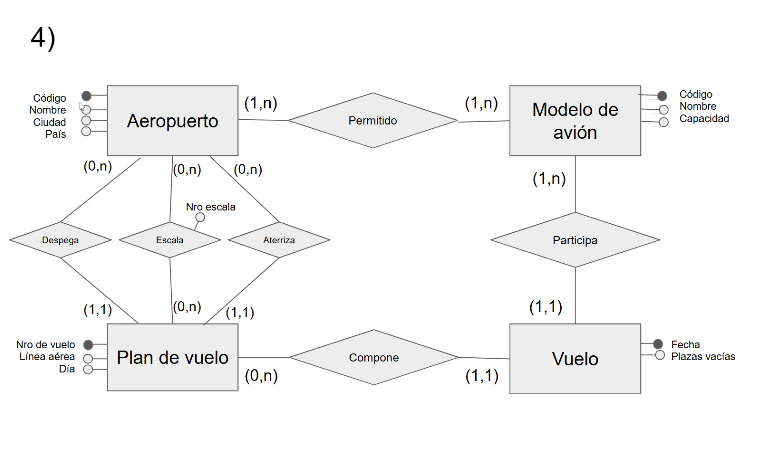 4)
Código
Nombre
Ciudad
País
Aeropuerto
(1,n)
Permitido
(1,n)
Modelo de
avión
Código
Nombre
Capacidad
(0,n)
(0,n)
(0,n)
(1,n)
Nro escala
Despega
Escala
Aterriza
Participa
(1,1)
(0,n)
(1,1)
(1,1)
Nro de vuelo
Línea aérea
Día
Plan de vuelo
(0,n)
Compone
(1,1)
Vuelo
Fecha
Plazas vacías